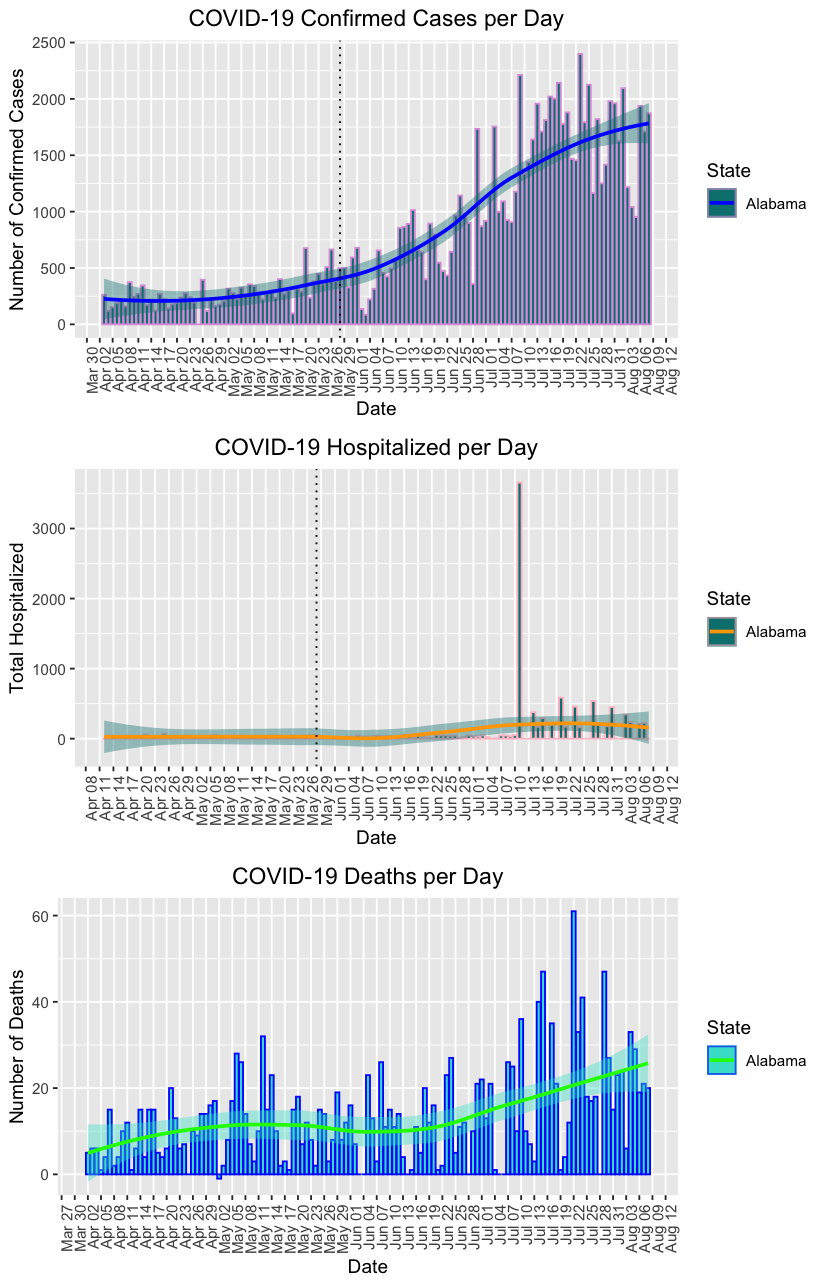 COVID-19 Confirmed Cases per Day
Number of Confirmed Cases
2500
2000
1500
1000
500
0
Mar 30
Apr 02
Apr 05
Apr 08
Apr 11
Apr 14
Apr 17
Apr 20
Apr 23
Apr 26
Apr 29
May 02
May 05
May 08
May 11
May 14
May 17
May 20
May 23
May 26
May 29
Jun 01
Jun 04
Jun 07
Jun 10
Jun 13
Jun 16
Jun 19
Jun 22
Jun 25
Jun 28
Jul 01
Jul 04
Jul 07
Jul 10
Jul 13
Jul 16
Jul 19
Jul 22
Jul 25
Jul 28
Jul 31
Aug 03
Aug 06
Aug 09
Aug 12
Date
State
Alabama
COVID-19 Hospitalized per Day
Total Hospitalized
3000
2000
1000
0
Apr 08
Apr 11
Apr 14
Apr 17
Apr 20
Apr 23
Apr 26
Apr 29
May 02
May 05
May 08
May 11
May 14
May 17
May 20
May 23
May 26
May 29
Jun 01
Jun 04
Jun 07
Jun 10
Jun 13
Jun 16
Jun 19
Jun 22
Jun 25
Jun 28
Jul 01
Jul 04
Jul 07
Jul 10
Jul 13
Jul 16
Jul 19
Jul 22
Jul 25
Jul 28
Jul 31
Aug 03
Aug 06
Aug 09
Aug 12
Date
State
Alabama
COVID-19 Deaths per Day
Number of Deaths
60
40
20
0
Mar 27
Mar 30
Apr 02
Apr 05
Apr 08
Apr 11
Apr 14
Apr 17
Apr 20
Apr 23
Apr 26
Apr 29
May 02
May 05
May 08
May 11
May 14
May 17
May 20
May 23
May 26
May 29
Jun 01
Jun 04
Jun 07
Jun 10
Jun 13
Jun 16
Jun 19
Jun 22
Jun 25
Jun 28
Jul 01
Jul 04
Jul 07
Jul 10
Jul 13
Jul 16
Jul 19
Jul 22
Jul 25
Jul 28
Jul 31
Aug 03
Aug 06
Aug 09
Aug 12
Date
State
Alabama